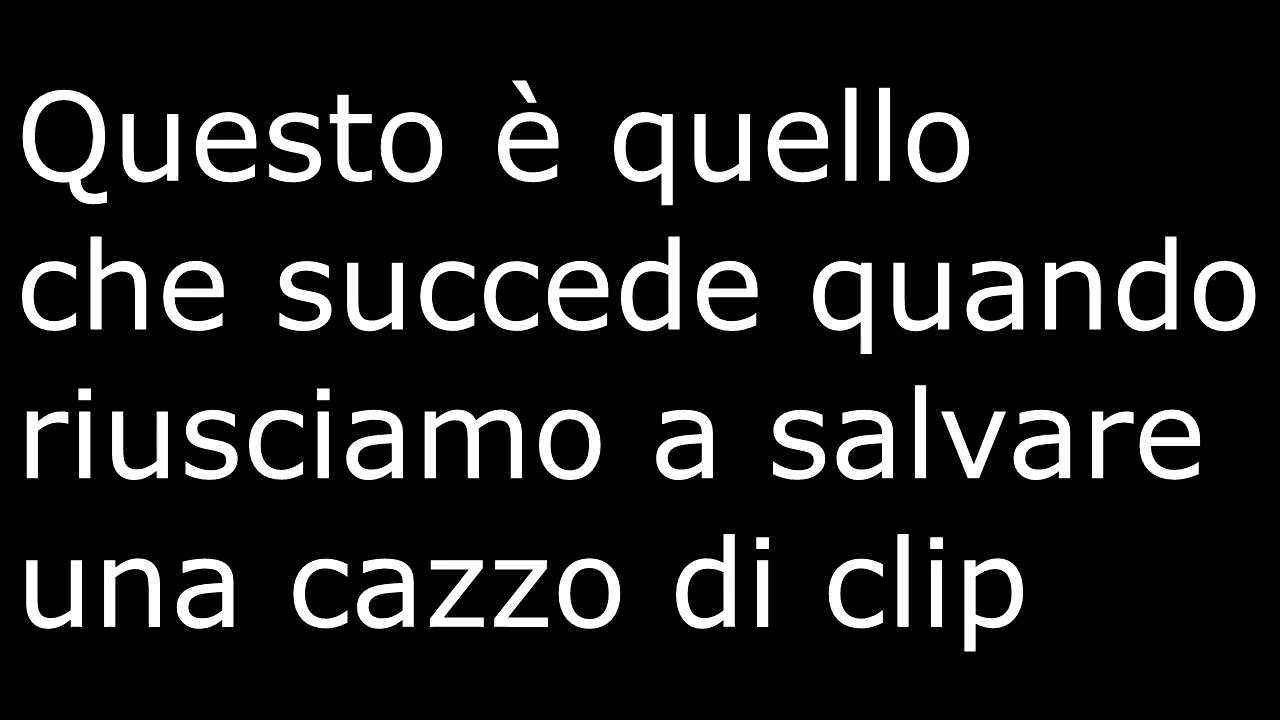 Questo è quello
che succede quando
riusciamo a salvare
una cazzo di clip